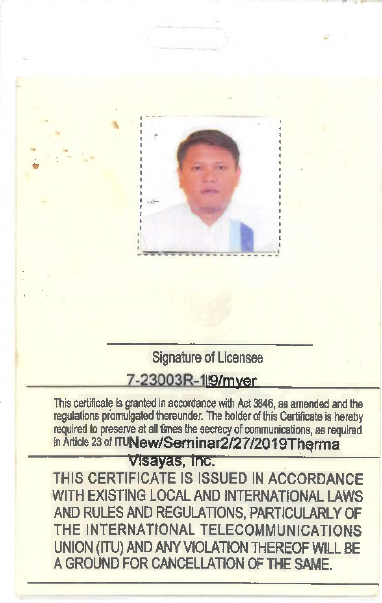 Signature of Licensee
7-23003R-19/myer
This certificate is granted in accordance with Act 3846, as amended and the
regulations promulgated thereunder. The holder of this Certificate is hereby
required to preserve at all times the secrecy of communications, as required
in Article 23 of ITU New/Seminar2/27/2019Therma
Visayas, Inc.
THIS CERTIFICATE IS ISSUED IN ACCORDANCE
WITH EXISTING LOCAL AND INTERNATIONAL LAWS
AND RULES AND REGULATIONS, PARTICULARLY OF
THE INTERNATIONAL TELECOMMUNICATIONS
UNION (ITU) AND ANY VIOLATION THEREOF WILL BE
A GROUND FOR CANCELLATION OF THE SAME.